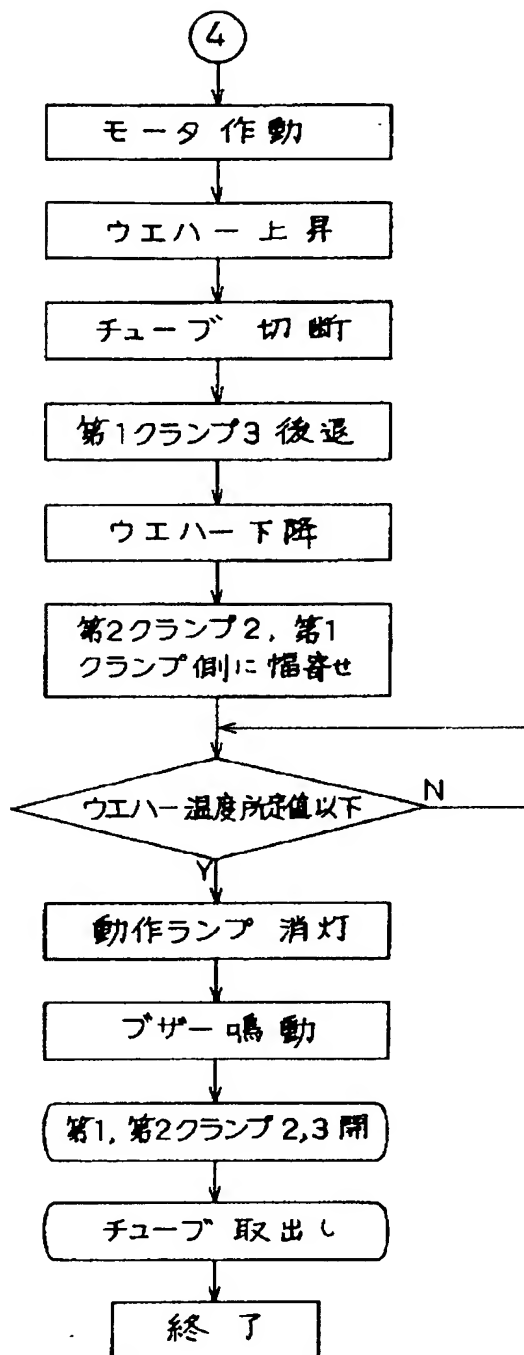 4
モータ作動
ウエハー上昇
チューブ 切断
第1クランプ3後退
ウエハー下降
第2クランプ2, 第1
クランプ側に幅寄せ
ウエハー温度所定値以下
N
Y
動作ランプ 消灯
ブザー鳴動
第1, 第2クランプ2,3開
チューブ 取出し
終了